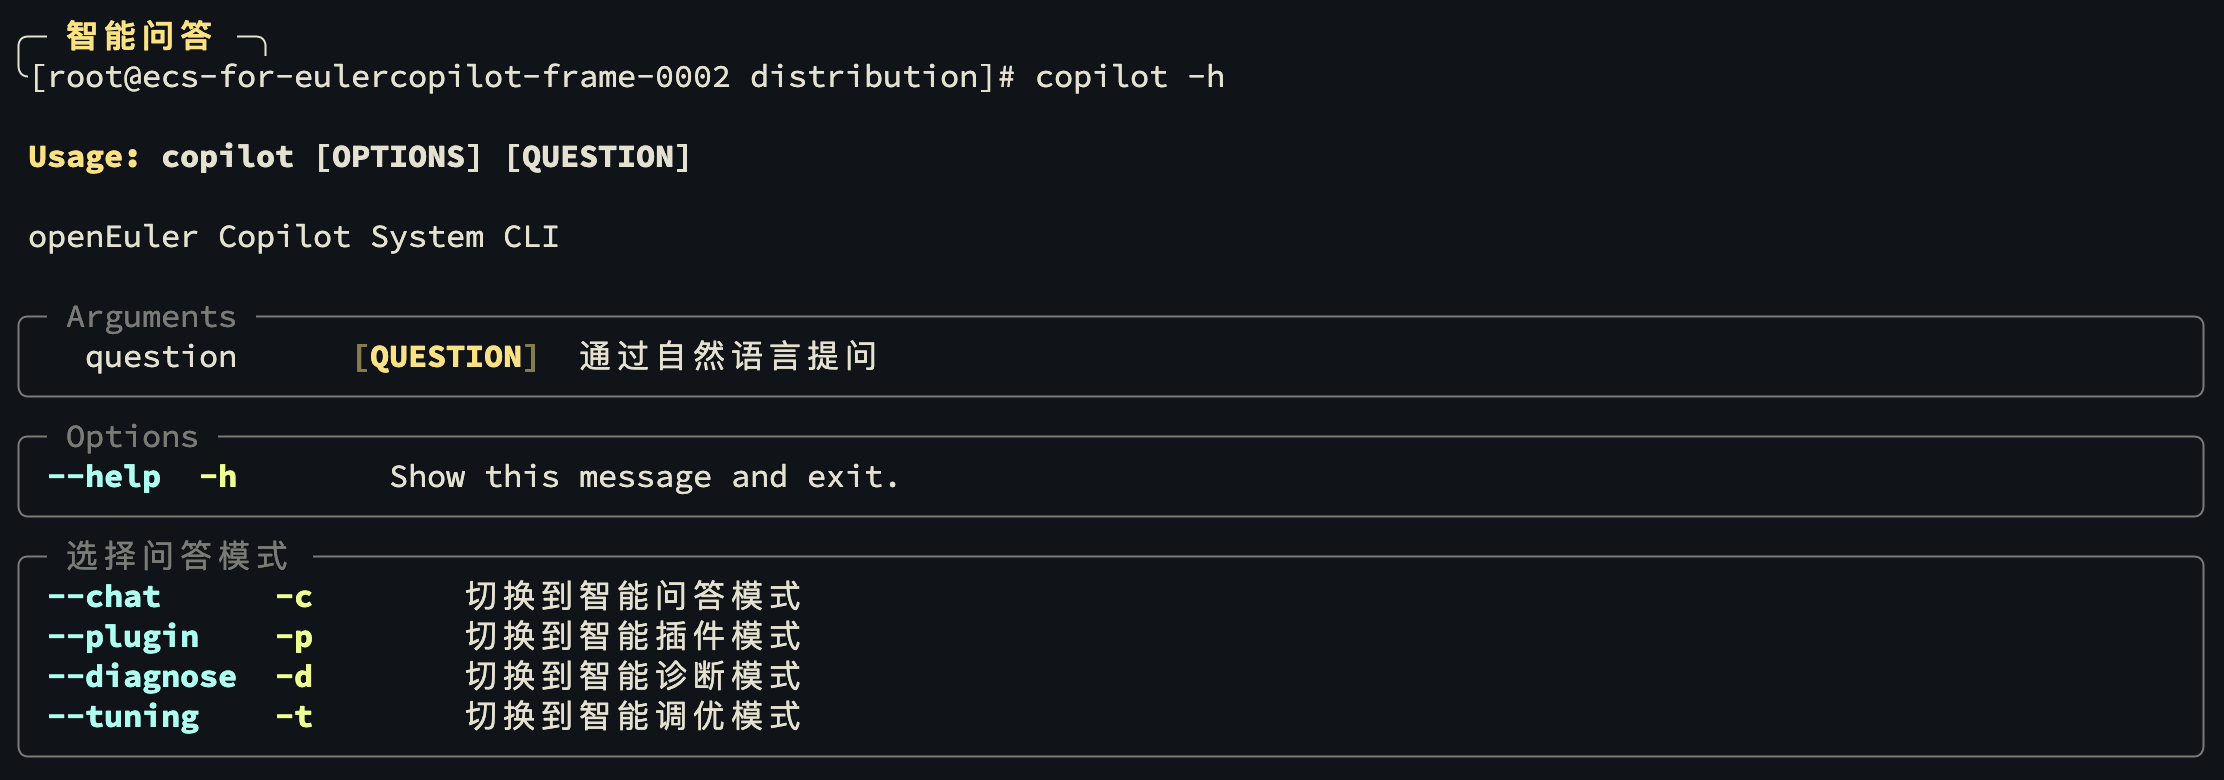 智能问答
[root@ecs-for-eulercopilot-frame-0002 distribution]# copilot -h
Usage: copilot [OPTIONS] [QUESTION]
openEuler Copilot System CLI
Arguments
question [QUESTION] 通过自然语言提问
Options
--help -h Show this message and exit.
选择问答模式
--chat -c 切换到智能问答模式
--plugin -p 切换到智能插件模式
--diagnose -d 切换到智能诊断模式
--tuning -t 切换到智能调优模式